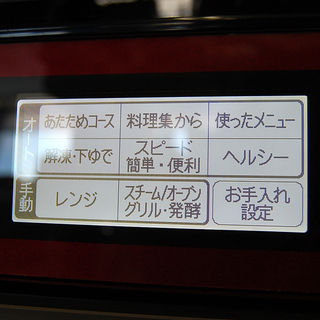 オート
あたためコース
料理集から
使ったメニュー
解凍・下ゆで
スピード
簡単・便利
ヘルシー
手動
レンジ
スチーム/オーブン
グリル・発酵
お手入れ
設定